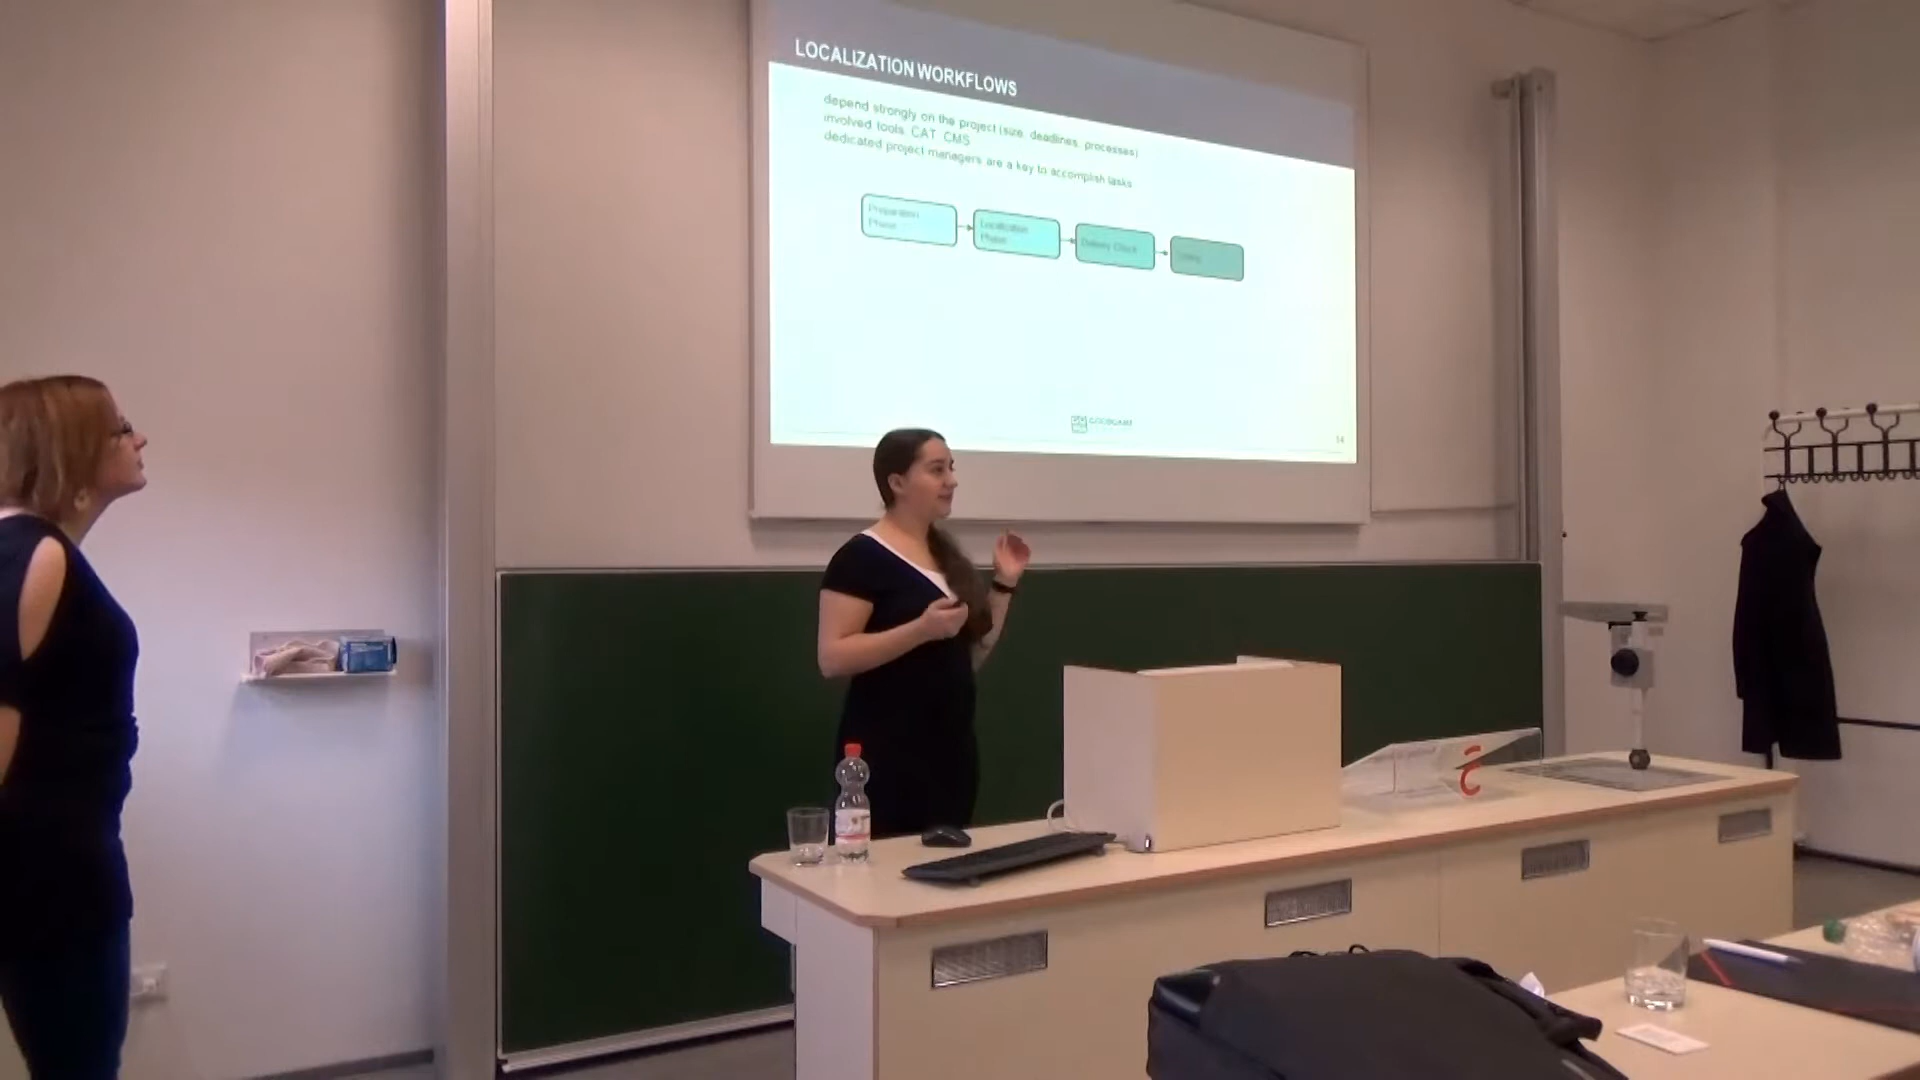 LOCALIZATION WORKFLOWS
depend strongly on the project (size, deadlines, processes)
involved tools, CAT, CMS
dedicated project managers are a key to accomplish tasks
Preparation
Phase
Localization
Phase
Delivery Check
14